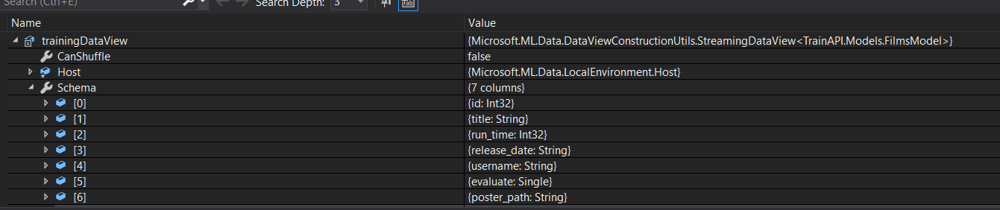 Search (Ctrl+E) Search Depth: 3
Name Value
trainingDataView {Microsoft.ML.Data.DataViewConstructionUtils.StreamingDataView<TrainAPI.Models.FilmsModel>}
CanShuffle false
Host {Microsoft.ML.Data.LocalEnvironment.Host}
Schema {7 columns}
[0] {id: Int32}
[1] {title: String}
[2] {run_time: Int32}
[3] {release_date: String}
[4] {username: String}
[5] {evaluate: Single}
[6] {poster_path: String}